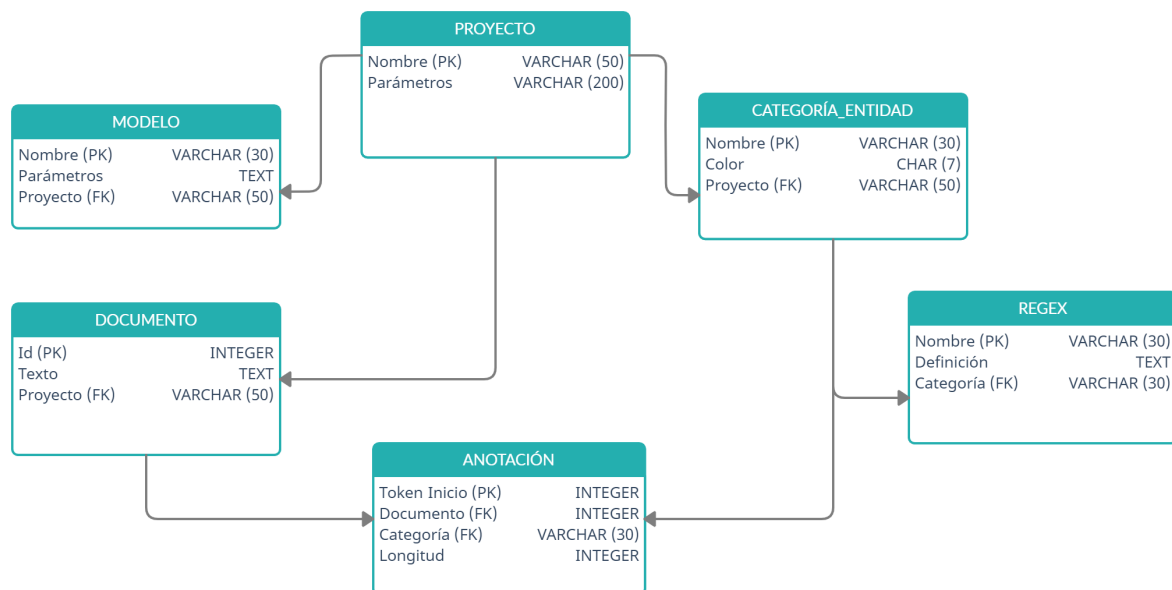 PROYECTO
Nombre (PK) VARCHAR (50)
Parámetros VARCHAR (200)
MODELO
Nombre (PK) VARCHAR (30)
Parámetros TEXT
Proyecto (FK) VARCHAR (50)
CATEGORÍA_ENTIDAD
Nombre (PK) VARCHAR (30)
Color CHAR (7)
Proyecto (FK) VARCHAR (50)
DOCUMENTO
Id (PK) INTEGER
Texto TEXT
Proyecto (FK) VARCHAR (50)
REGEX
Nombre (PK) VARCHAR (30)
Definición TEXT
Categoría (FK) VARCHAR (30)
ANOTACIÓN
Token Inicio (PK) INTEGER
Documento (FK) INTEGER
Categoría (FK) VARCHAR (30)
Longitud INTEGER